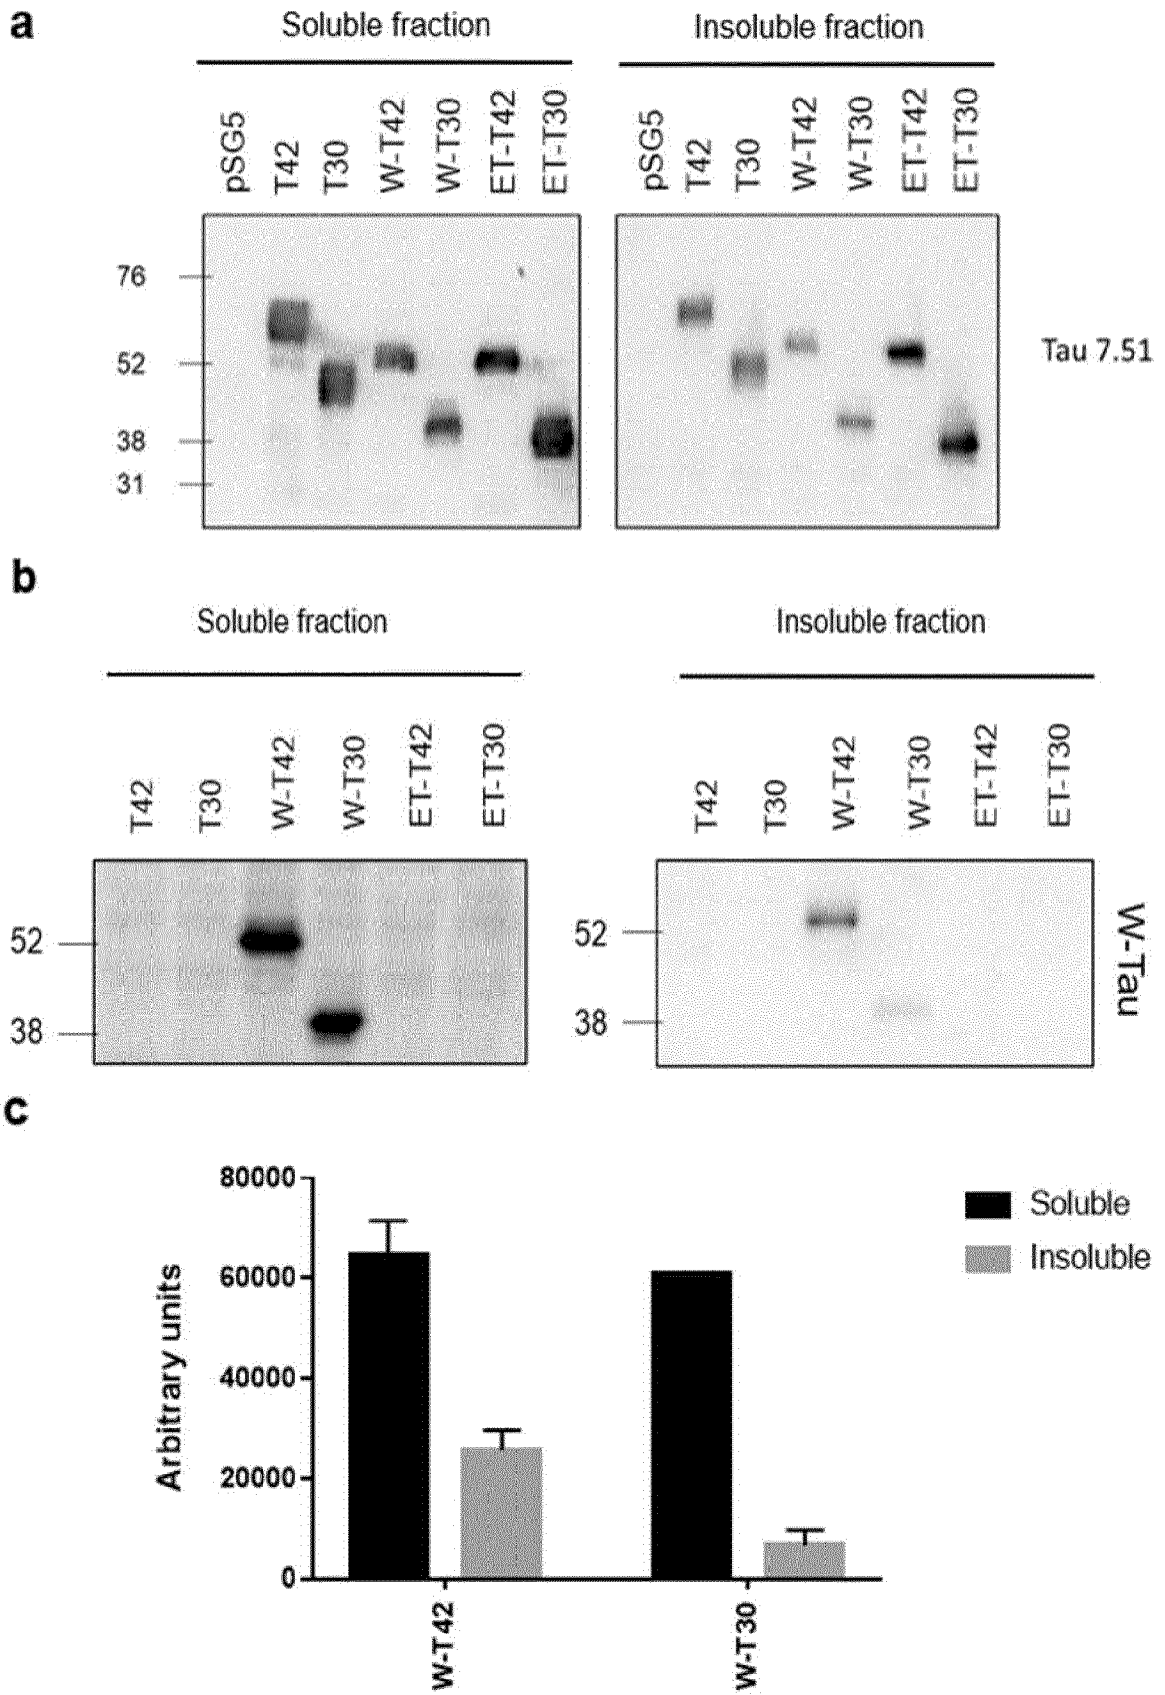 a
Soluble fraction
Insoluble fraction
pSG5 T42 T30 W-T42 W-T30 ET-T42 ET-T30
pSG5 T42 T30 W-T42 W-T30 ET-T42 ET-T30
76
52
38
31
Tau 7.51
b
Soluble fraction
Insoluble fraction
T42 T30 W-T42 W-T30 ET-T42 ET-T30
T42 T30 W-T42 W-T30 ET-T42 ET-T30
52
38
52
38
W-Tau
c
80000
60000
40000
20000
0
Arbitrary units
Soluble
Insoluble
W-T42
W-T30